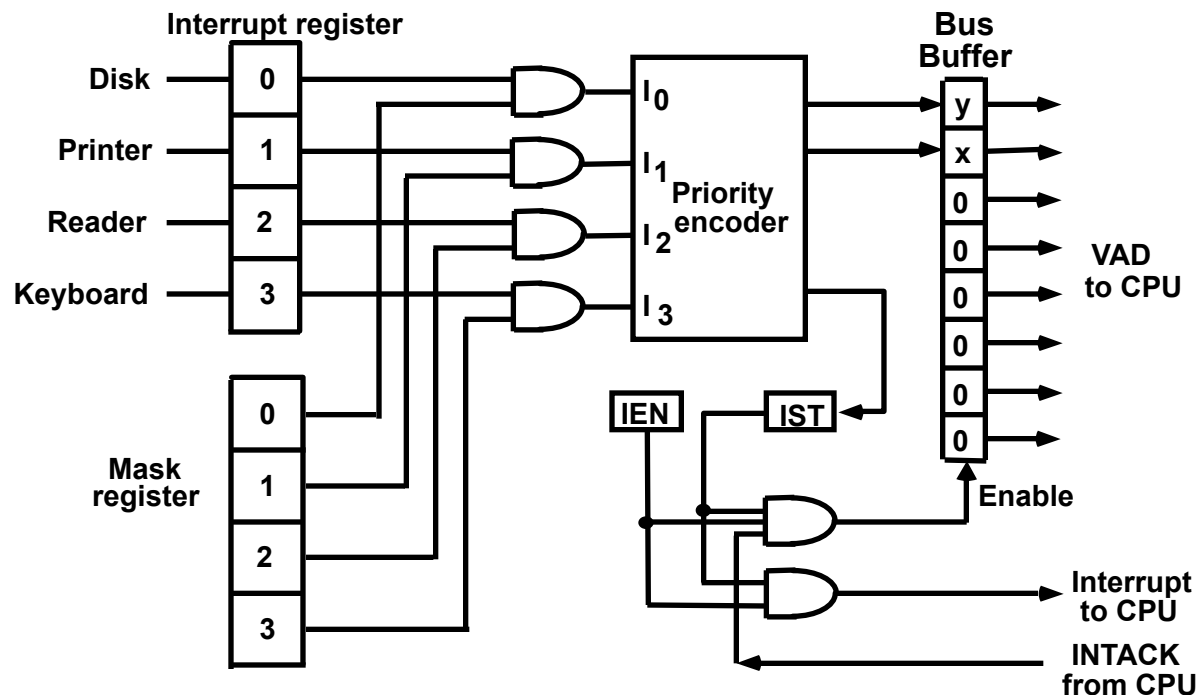 Interrupt register
Bus
Buffer
Disk
0
I0
y
Printer
1
I1
x
Priority
encoder
0
Reader
2
I2
0
VAD
to CPU
Keyboard
3
I3
0
0
0
0
IEN
IST
Mask
register
0
1
2
3
Enable
Interrupt
to CPU
INTACK
from CPU